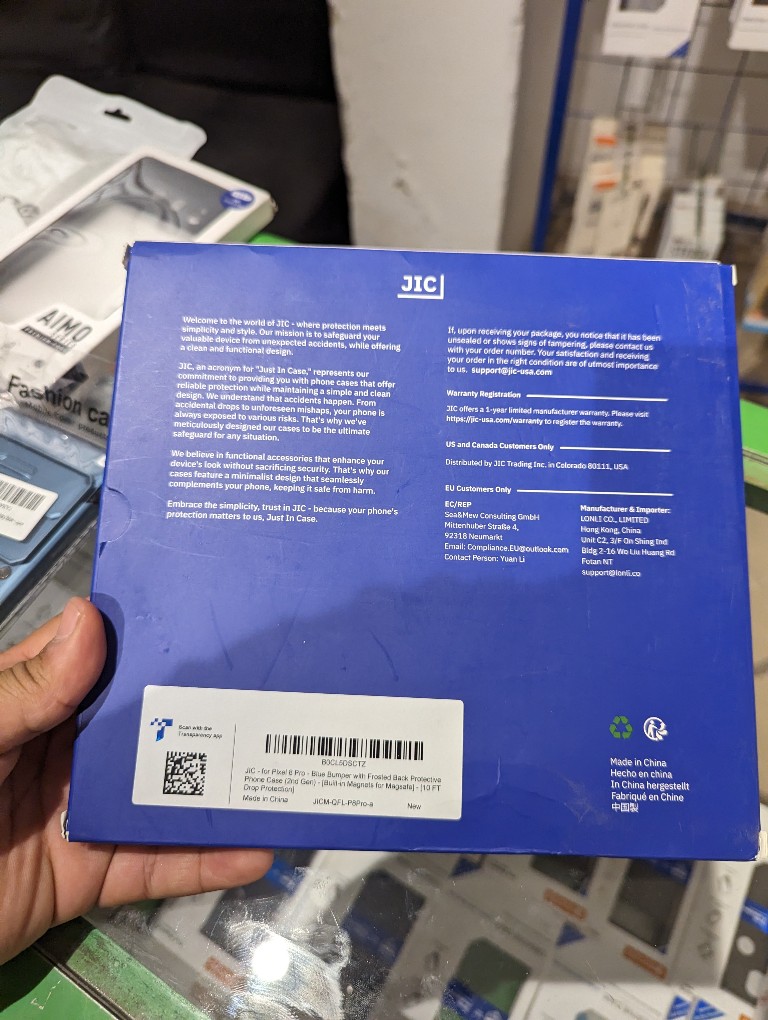 JIC
Welcome to the world of JIC - where protection meets
simplicity and style. Our mission is to safeguard your
valuable device from unexpected accidents, while offering
a clean and functional design.
JIC, an acronym for "Just In Case," represents our
commitment to providing you with phone cases that offer
reliable protection while maintaining a simple and clean
design. We understand that accidents happen. From
accidental drops to unforeseen mishaps, your phone is
always exposed to various risks. That's why we've
meticulously designed our cases to be the ultimate
safeguard for any situation.
We believe in functional accessories that enhance your
device's look without sacrificing security. That's why our
cases feature a minimalist design that seamlessly
complements your phone, keeping it safe from harm.
Embrace the simplicity, trust in JIC - because your phone's
protection matters to us, Just In Case.
If, upon receiving your package, you notice that it has been
unsealed or shows signs of tampering, please contact us
with your order number. Your satisfaction and receiving
your order in the right condition are of utmost importance
to us. support@jic-usa.com
Warranty Registration
JIC offers a 1-year limited manufacturer warranty. Please visit
https://jic-usa.com/warranty to register the warranty.
US and Canada Customers Only
Distributed by JIC Trading Inc. in Colorado 80111, USA
EU Customers Only
EC/REP
Sea&Mew Consulting GmbH
Mittenhuber Straße 4,
92318 Neumarkt
Email: Compliance.EU@outlook.com
Contact Person: Yuan Li
Manufacturer & Importer:
LONLI CO., LIMITED
Hong Kong, China
Unit C2, 3/F On Shing Ind
Bldg 2-16 Wo Liu Huang Rd
Fotan NT
support@lonli.co
Scan with the
Transparency app
B0CL5DSCTZ
JIC - for Pixel 8 Pro - Blue Bumper with Frosted Back Protective
Phone Case (2nd Gen) - [Built-in Magnets for Magsafe] - [10 FT
Drop Protection]
Made in China JICM-QFL-P8Pro-a New
Made in China
Hecho en china
In China hergestellt
Fabriqué en Chine
中国製
AIMO
Fashion ca